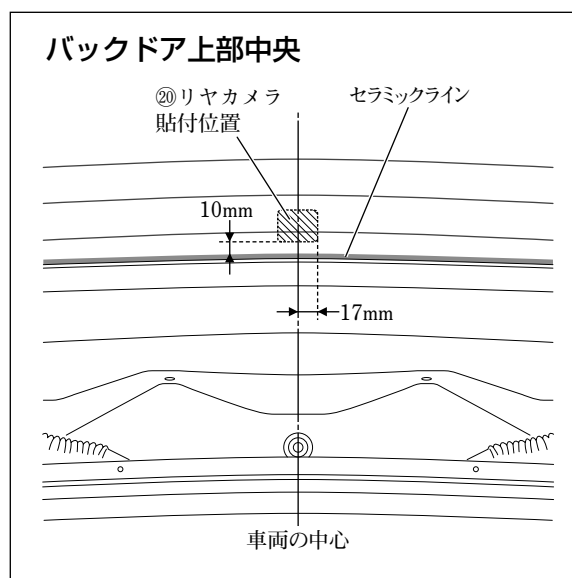 バックドア上部中央
⑳リヤカメラ
貼付位置
セラミックライン
10mm
17mm
車両の中心